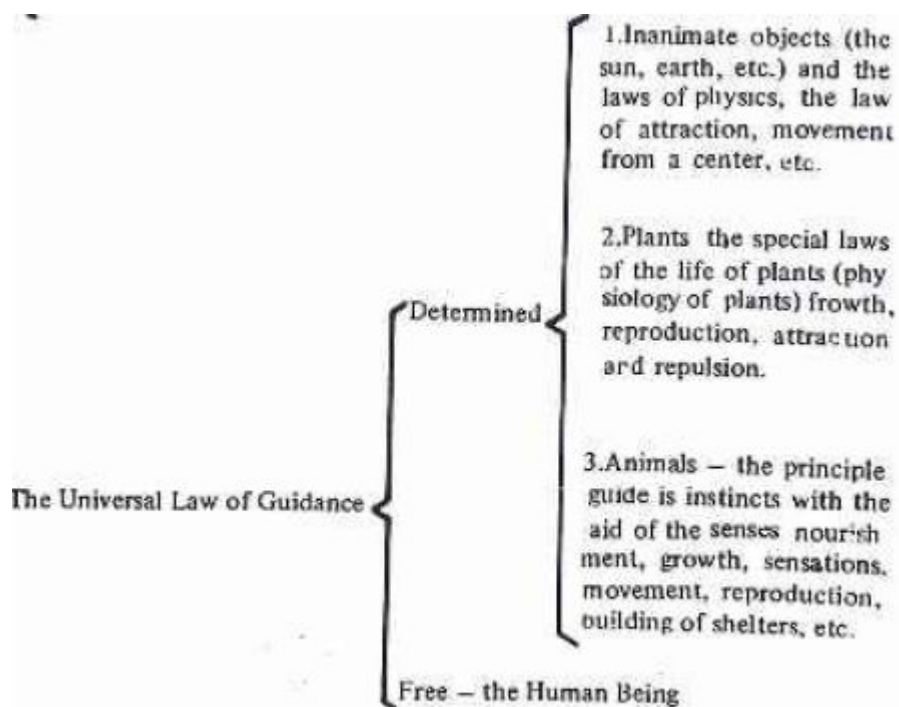 1.Inanimate objects (the
sun, earth, etc.) and the
laws of physics, the law
of attraction, movement
from a center, etc.
2.Plants the special laws
of the life of plants (phy
siology of plants) frowth,
reproduction, attraction
and repulsion.
Determined
3.Animals – the principle
guide is instincts with the
aid of the senses nourish
ment, growth, sensations,
movement, reproduction,
building of shelters, etc.
The Universal Law of Guidance
Free – the Human Being